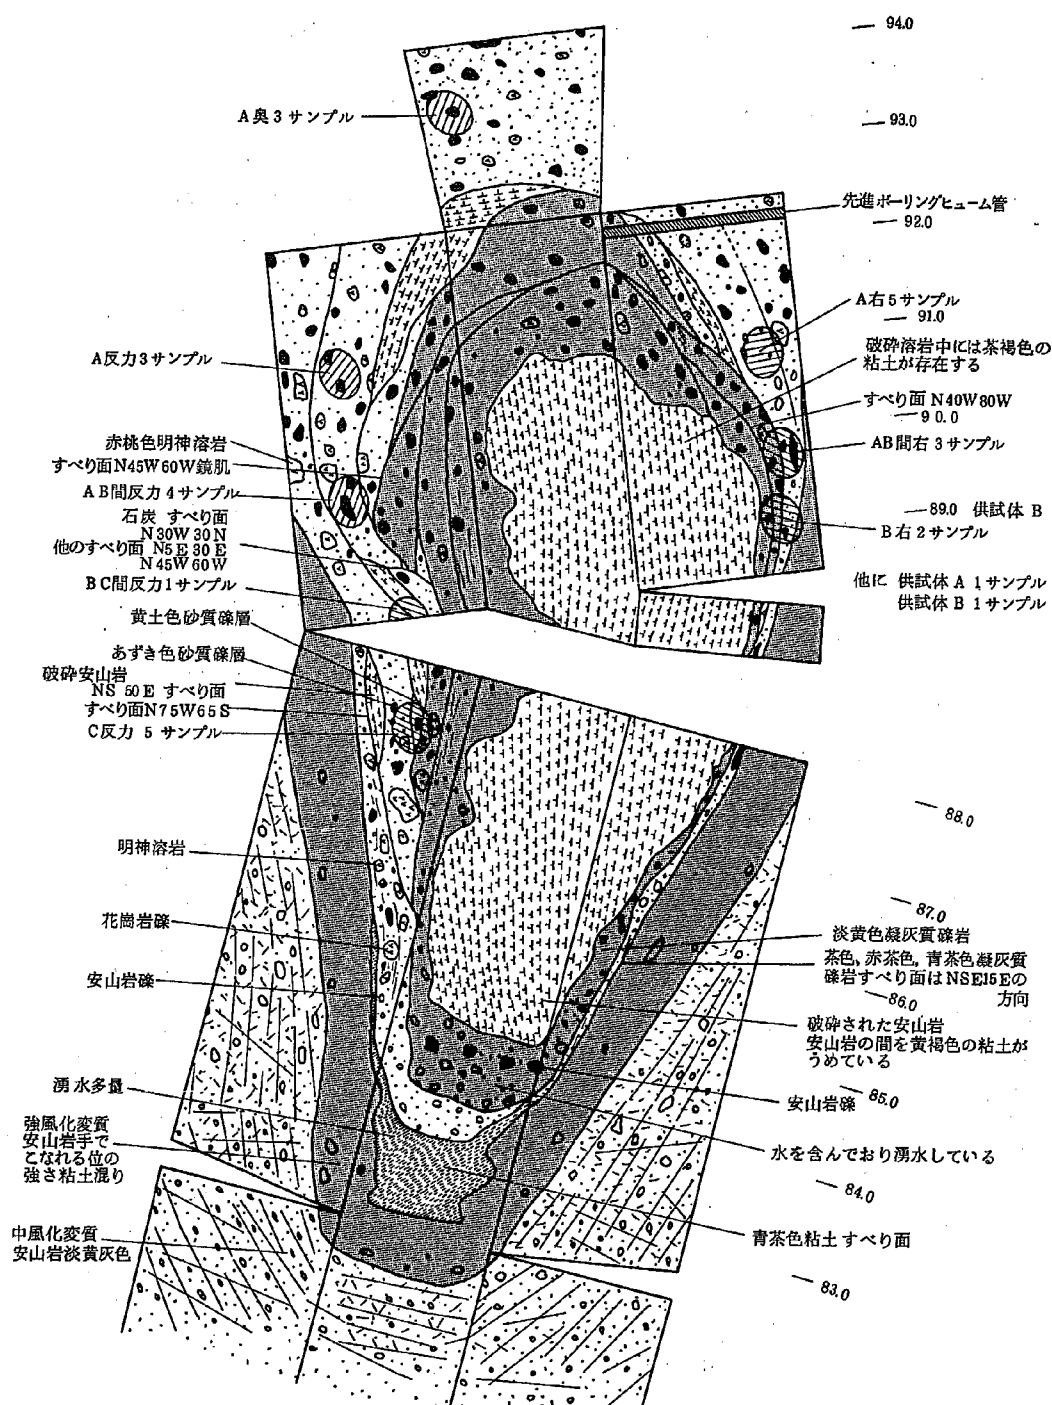 94.0
A奥3サンプル
93.0
先進ボーリングヒューム管
92.0
A右5サンプル
91.0
破砕溶岩中には茶褐色の
粘土が存在する
A反力3サンプル
すべり面 N40W80W
90.0
AB間右3サンプル
赤桃色明神溶岩
すべり面N45W60W鏡肌
AB間反力4サンプル
石炭 すべり面
N30W30N
他のすべり面 N5E30E
N45W60W
BC間反力1サンプル
89.0 供試体 B
B右2サンプル
他に 供試体 A 1サンプル
供試体 B 1サンプル
黄土色砂質礫層
あずき色砂質礫層
破砕安山岩
NS 50E すべり面
すべり面N75W65S
C反力 5 サンプル
88.0
明神溶岩
87.0
花崗岩礫
淡黄色凝灰質礫岩
茶色,赤茶色,青茶色凝灰質
礫岩すべり面はNSE15Eの
方向
安山岩礫
86.0
破砕された安山岩
安山岩の間を黄褐色の粘土が
うめている
湧水多量
安山岩礫
85.0
強風化変質
安山岩手で
こなれる位の
強さ粘土混り
水を含んでおり湧水している
84.0
中風化変質
安山岩淡黄灰色
青茶色粘土すべり面
83.0